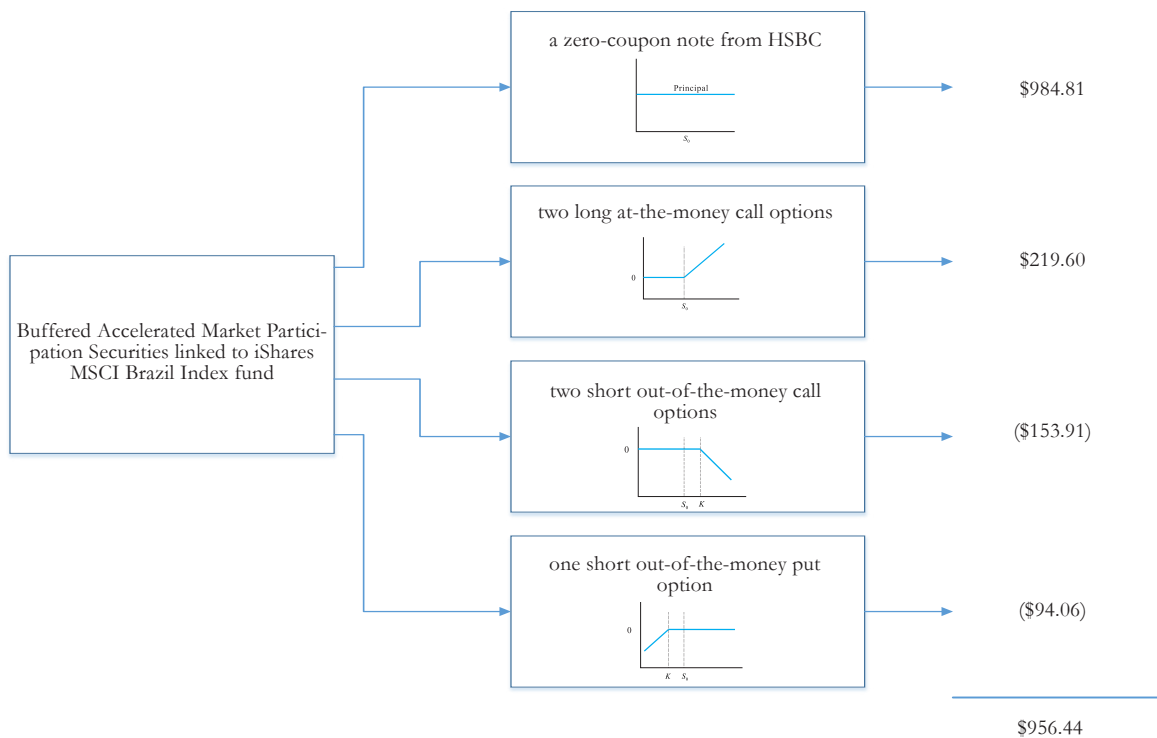 a zero-coupon note from HSBC
Principal
S₀
$984.81
two long at-the-money call options
0
S₀
$219.60
Buffered Accelerated Market Partici-
pation Securities linked to iShares
MSCI Brazil Index fund
two short out-of-the-money call
options
0
S₀ K
($153.91)
one short out-of-the-money put
option
0
K S₀
($94.06)
$956.44